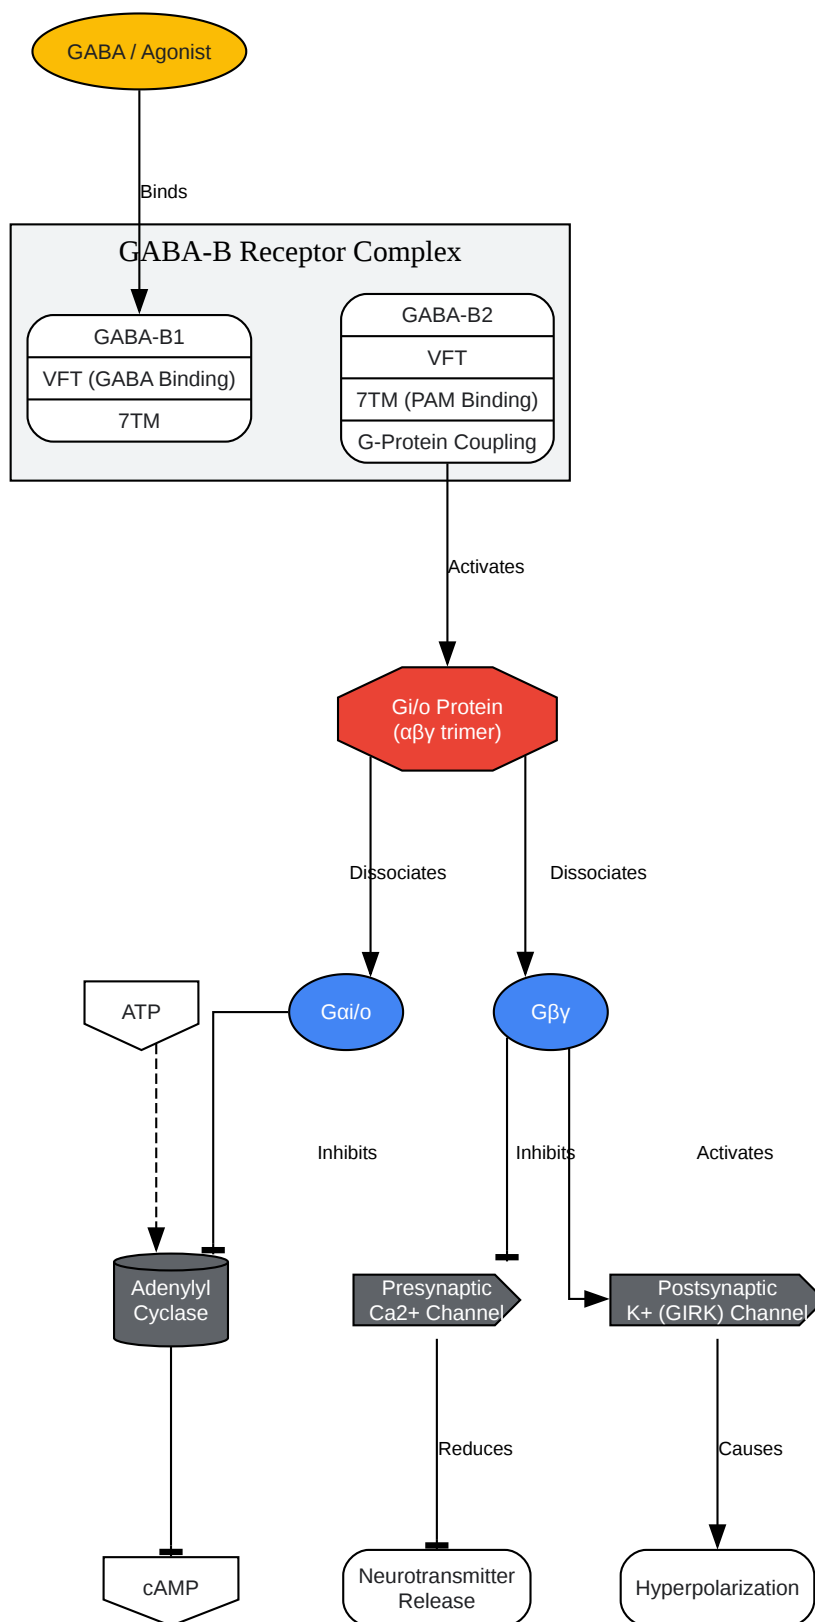 GABA / Agonist
Binds
GABA-B Receptor Complex
GABA-B1
VFT (GABA Binding)
7TM
GABA-B2
VFT
7TM (PAM Binding)
G-Protein Coupling
Activates
Gi/o Protein
(αβγ trimer)
Dissociates
Dissociates
ATP
Gαi/o
Gβγ
Inhibits
Inhibits
Activates
Adenylyl
Cyclase
Presynaptic
Ca2+ Channel
Postsynaptic
K+ (GIRK) Channel
Reduces
Causes
cAMP
Neurotransmitter
Release
Hyperpolarization